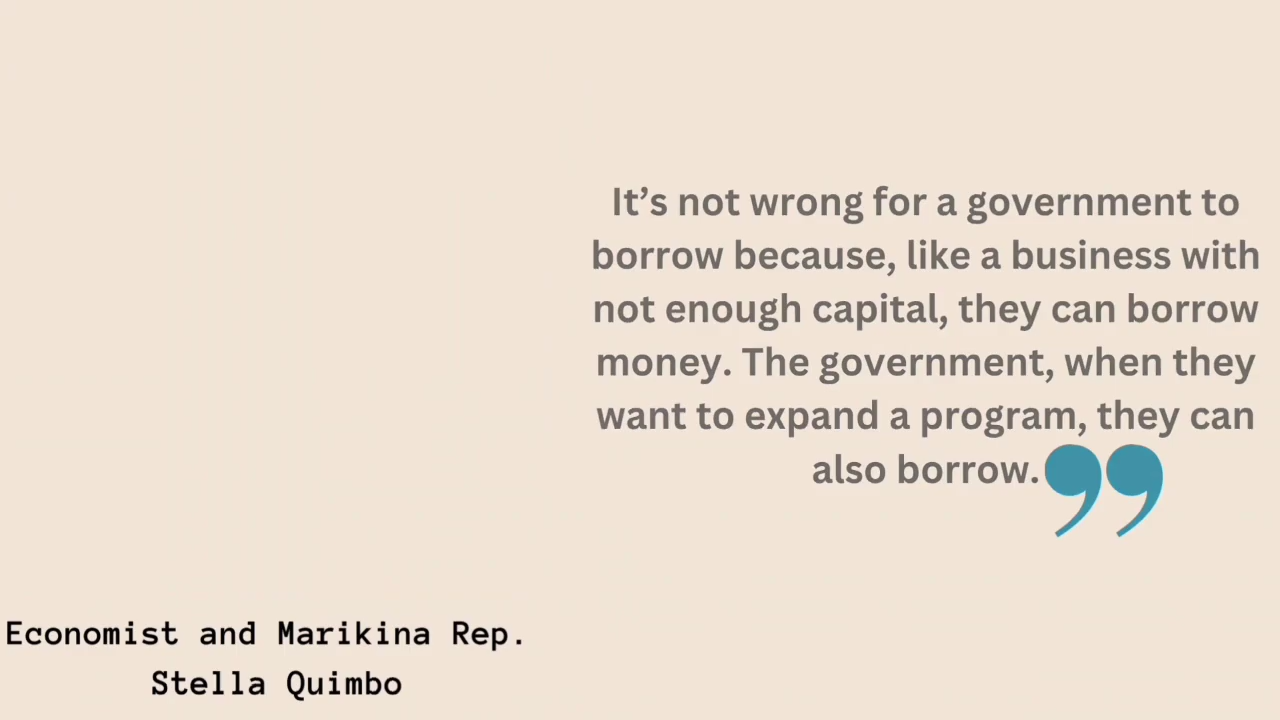 It’s not wrong for a government to
borrow because, like a business with
not enough capital, they can borrow
money. The government, when they
want to expand a program, they can
also borrow.”
Economist and Marikina Rep.
Stella Quimbo